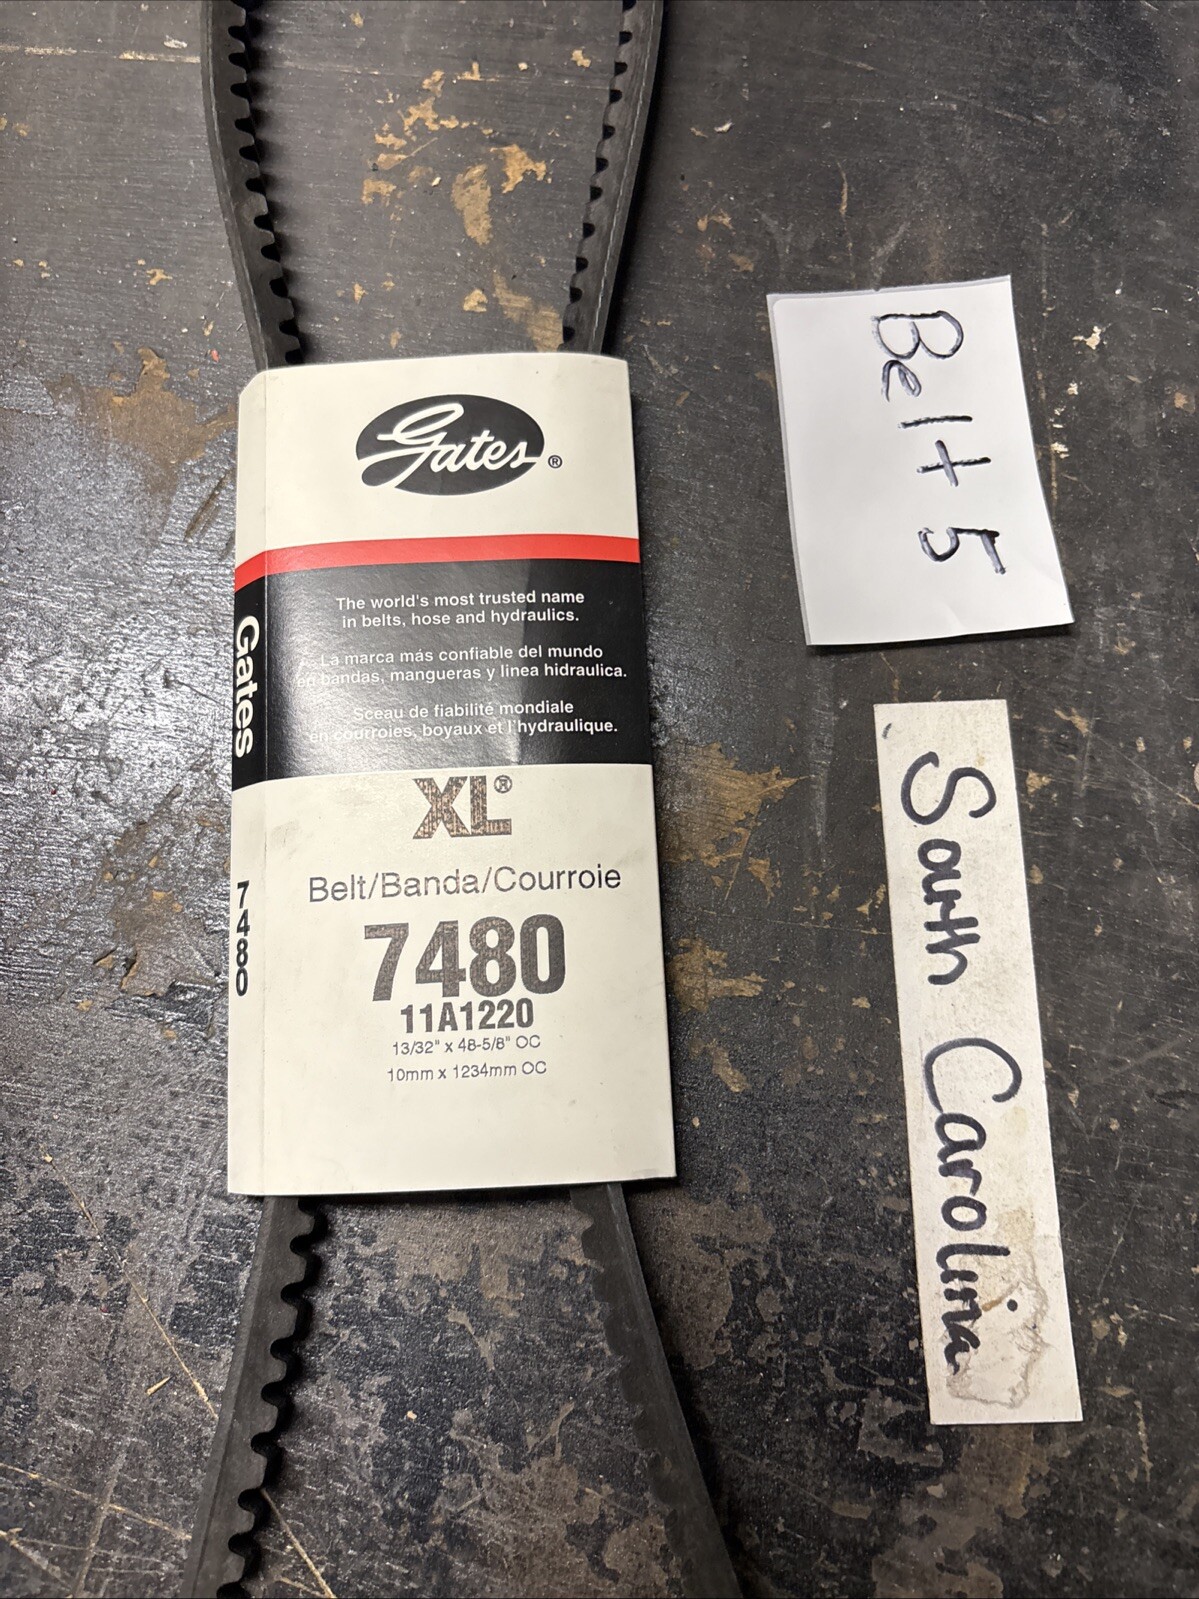 Gates®
The world's most trusted name
in belts, hose and hydraulics.
La marca más confiable del mundo
en bandas, mangueras y linea hidraulica.
Sceau de fiabilité mondiale
en courroies, boyaux et l'hydraulique.
XL®
Belt/Banda/Courroie
7480
11A1220
13/32" x 48-5/8" OC
10mm x 1234mm OC
Gates
7480
Belt 5
South Carolina